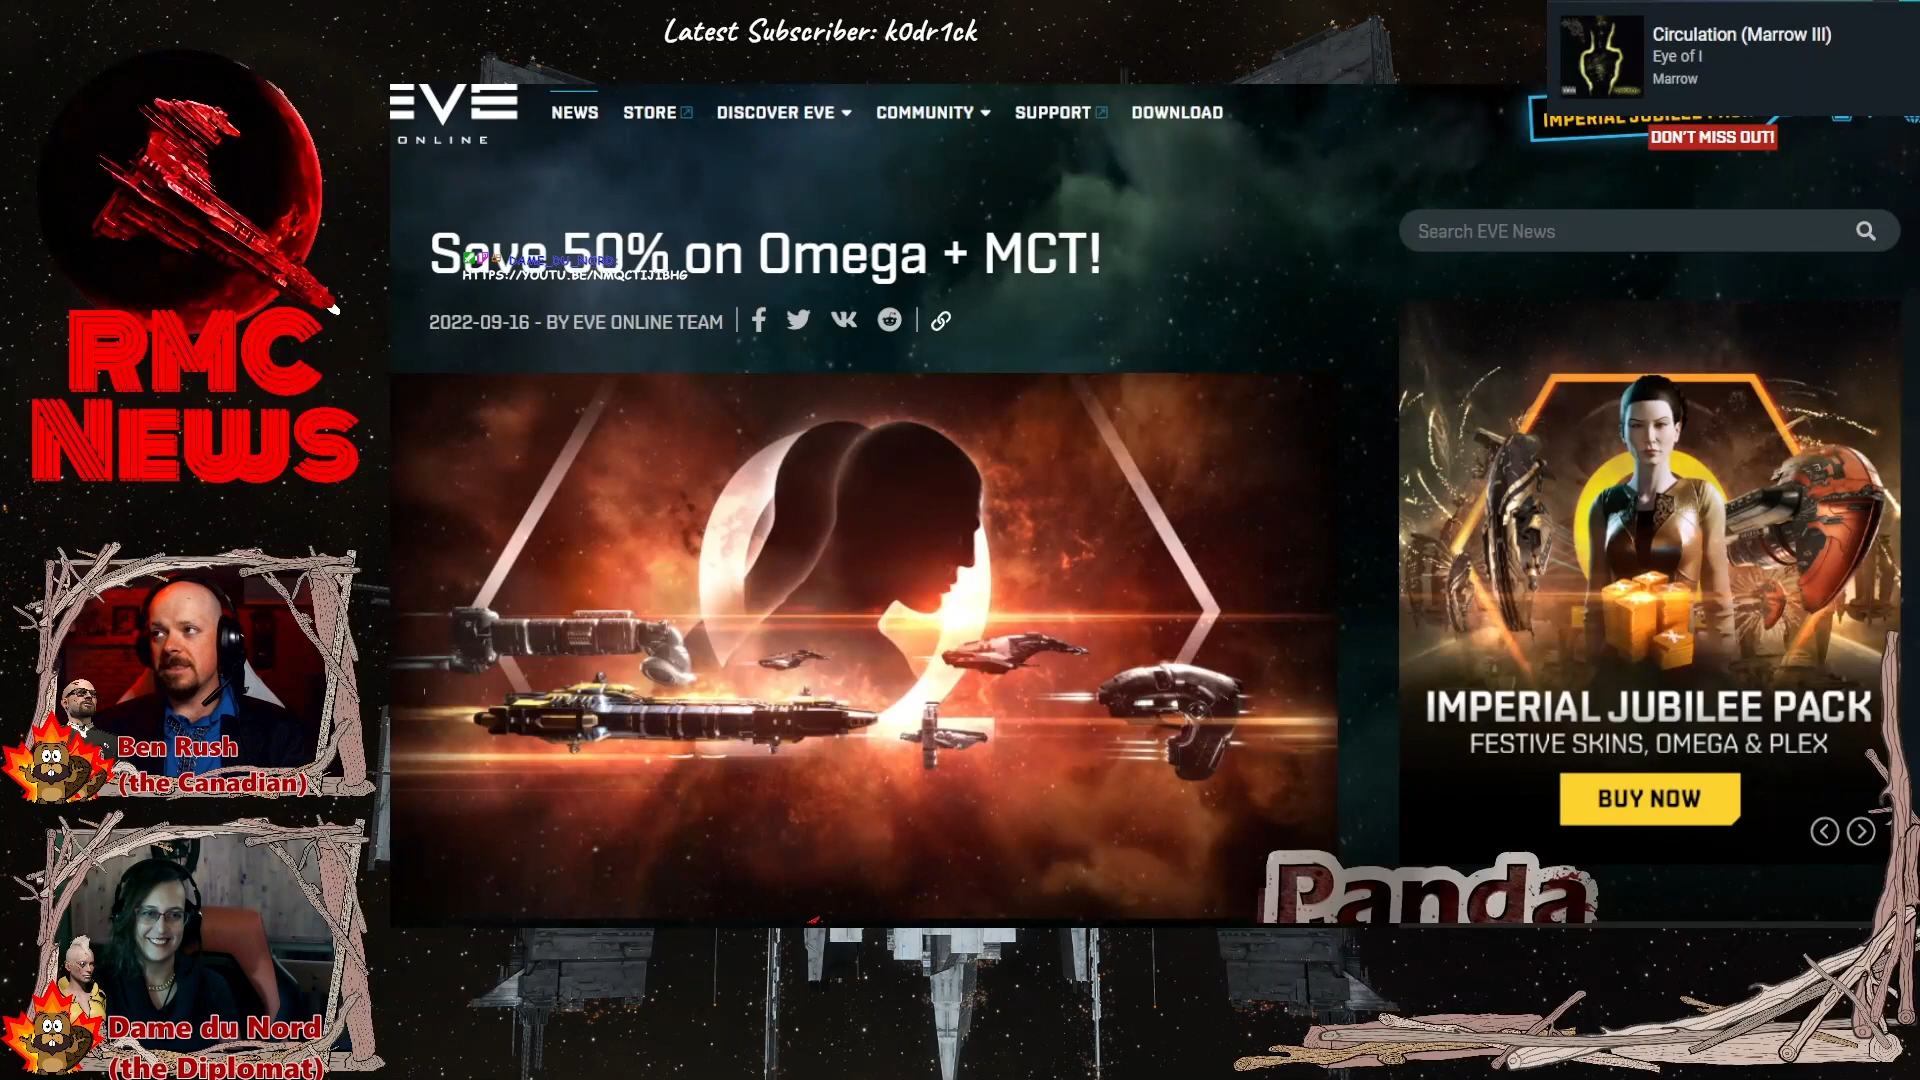 Latest Subscriber: k0dr1ck
Circulation (Marrow III)
Eye of I
Marrow
EVE
ONLINE
NEWS
STORE
DISCOVER EVE
COMMUNITY
SUPPORT
DOWNLOAD
IMPERIAL JUBILEE
DON'T MISS OUT!
Save 50% on Omega + MCT!
DAME_DU_NORD:
HTTPS://YOUTU.BE/NMQCTIJIBHG
Search EVE News
2022-09-16 - BY EVE ONLINE TEAM
RMC
NEWS
IMPERIAL JUBILEE PACK
FESTIVE SKINS, OMEGA & PLEX
BUY NOW
Ben Rush
(the Canadian)
Panda
Dame du Nord
(the Diplomat)